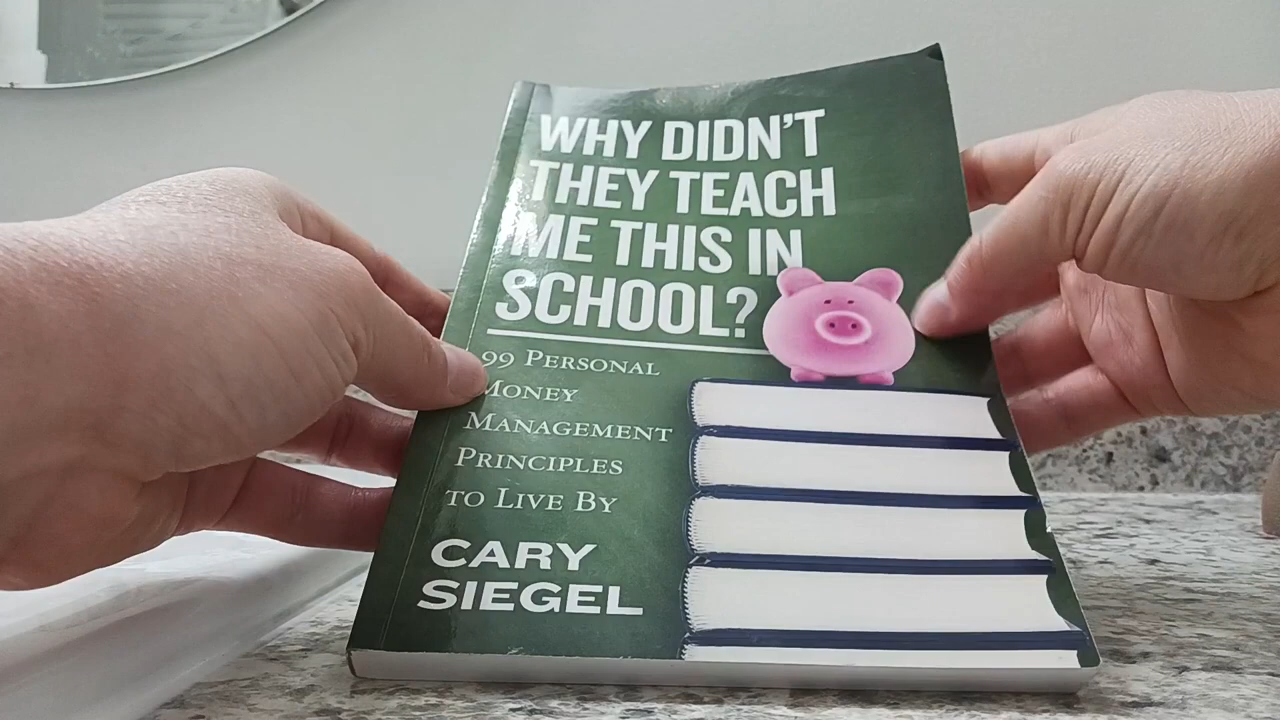 WHY DIDN'T
THEY TEACH
ME THIS IN
SCHOOL?
99 PERSONAL
MONEY
MANAGEMENT
PRINCIPLES
TO LIVE BY
CARY
SIEGEL